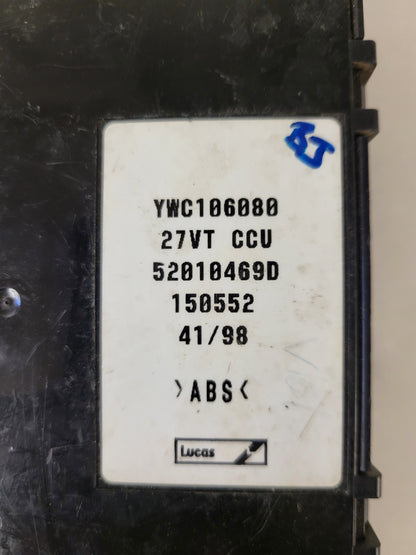 BJ
YWC106080
27VT CCU
52010469D
150552
41/98
>ABS<
Lucas